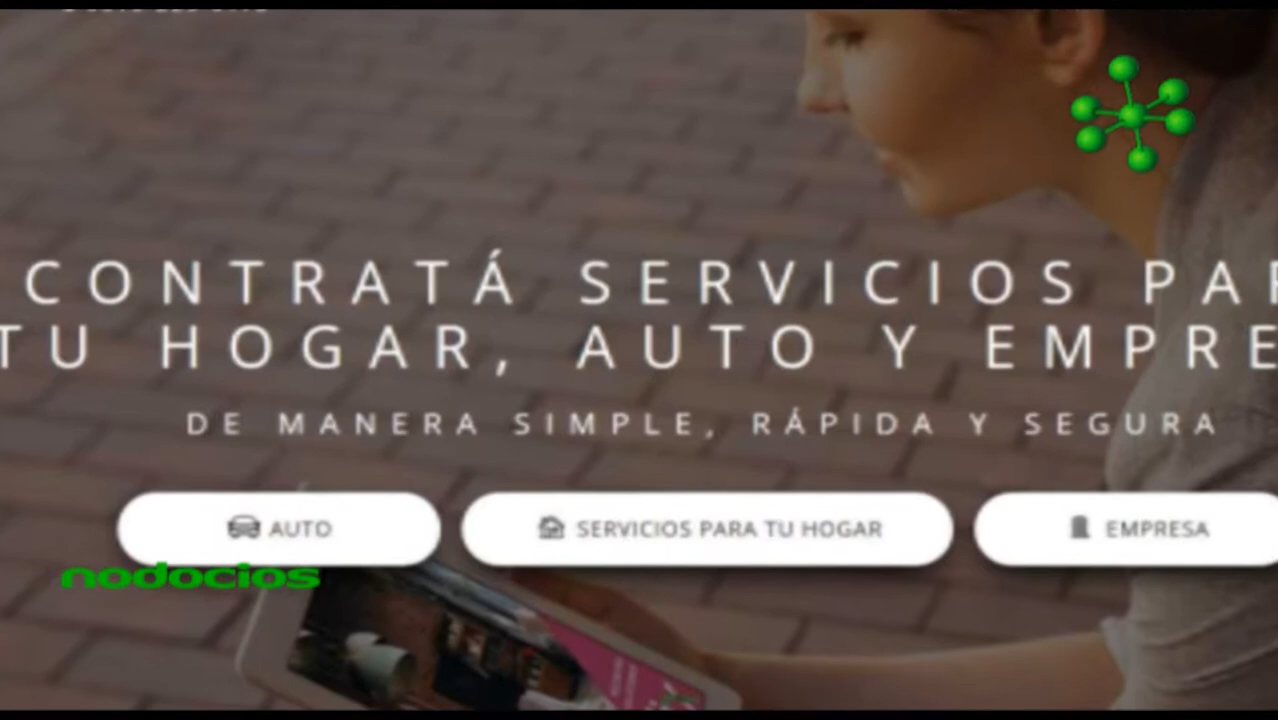 CONTRATÁ SERVICIOS PAR
TU HOGAR, AUTO Y EMPRE
DE MANERA SIMPLE, RÁPIDA Y SEGURA
AUTO
SERVICIOS PARA TU HOGAR
EMPRESA
nodocios